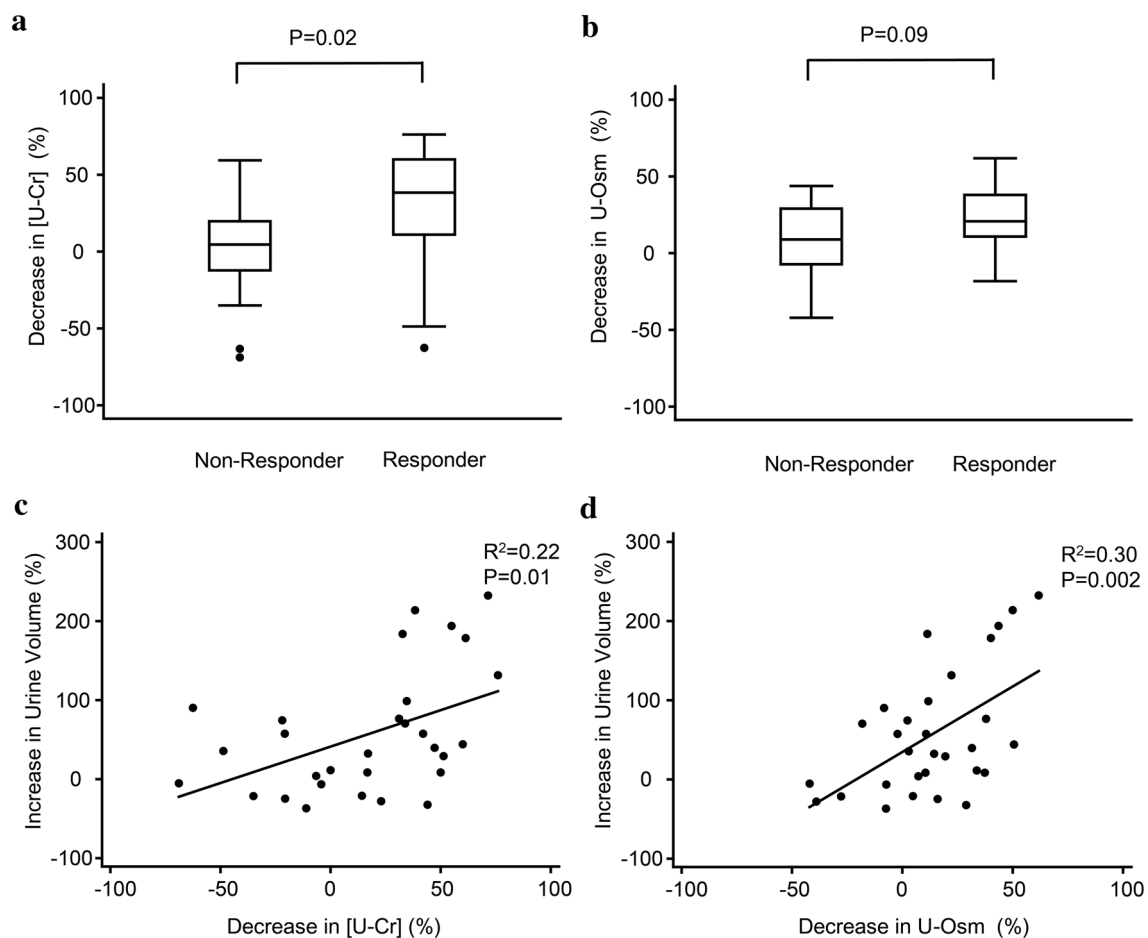 a
P=0.02
Decrease in [U-Cr] (%)
100
50
0
-50
-100
Non-Responder Responder
b
P=0.09
Decrease in U-Osm (%)
100
50
0
-50
-100
Non-Responder Responder
c
R²=0.22
P=0.01
Increase in Urine Volume (%)
300
200
100
0
-100
-100 -50 0 50 100
Decrease in [U-Cr] (%)
d
R²=0.30
P=0.002
Increase in Urine Volume (%)
300
200
100
0
-100
-100 -50 0 50 100
Decrease in U-Osm (%)